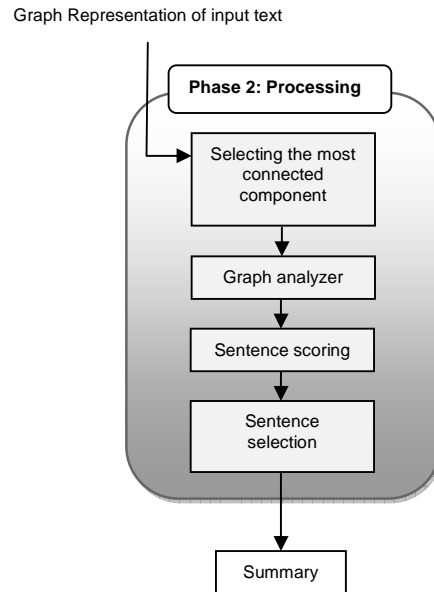 Graph Representation of input text
Phase 2: Processing
Selecting the most
connected
component
Graph analyzer
Sentence scoring
Sentence
selection
Summary